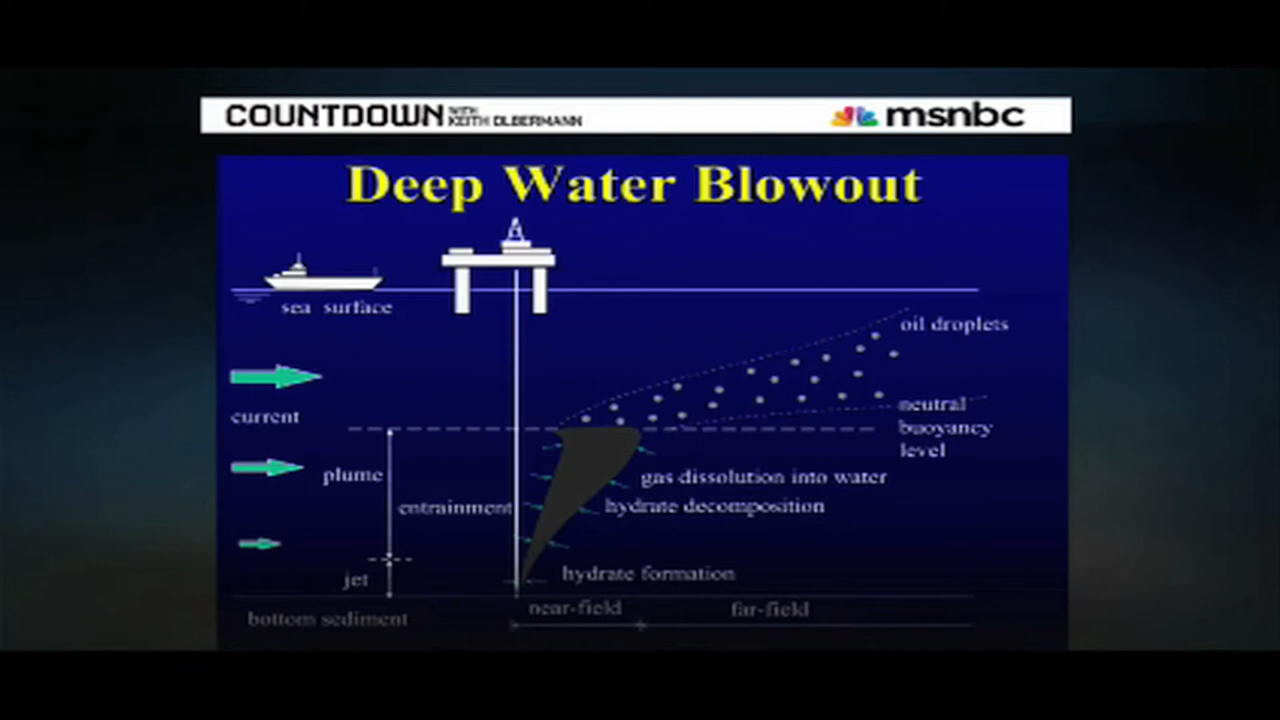 COUNTDOWN WITH KEITH OLBERMANN
msnbc
Deep Water Blowout
sea surface
oil droplets
current
neutral
buoyancy
level
plume
gas dissolution into water
entrainment
hydrate decomposition
jet
hydrate formation
near-field
far-field
bottom sediment